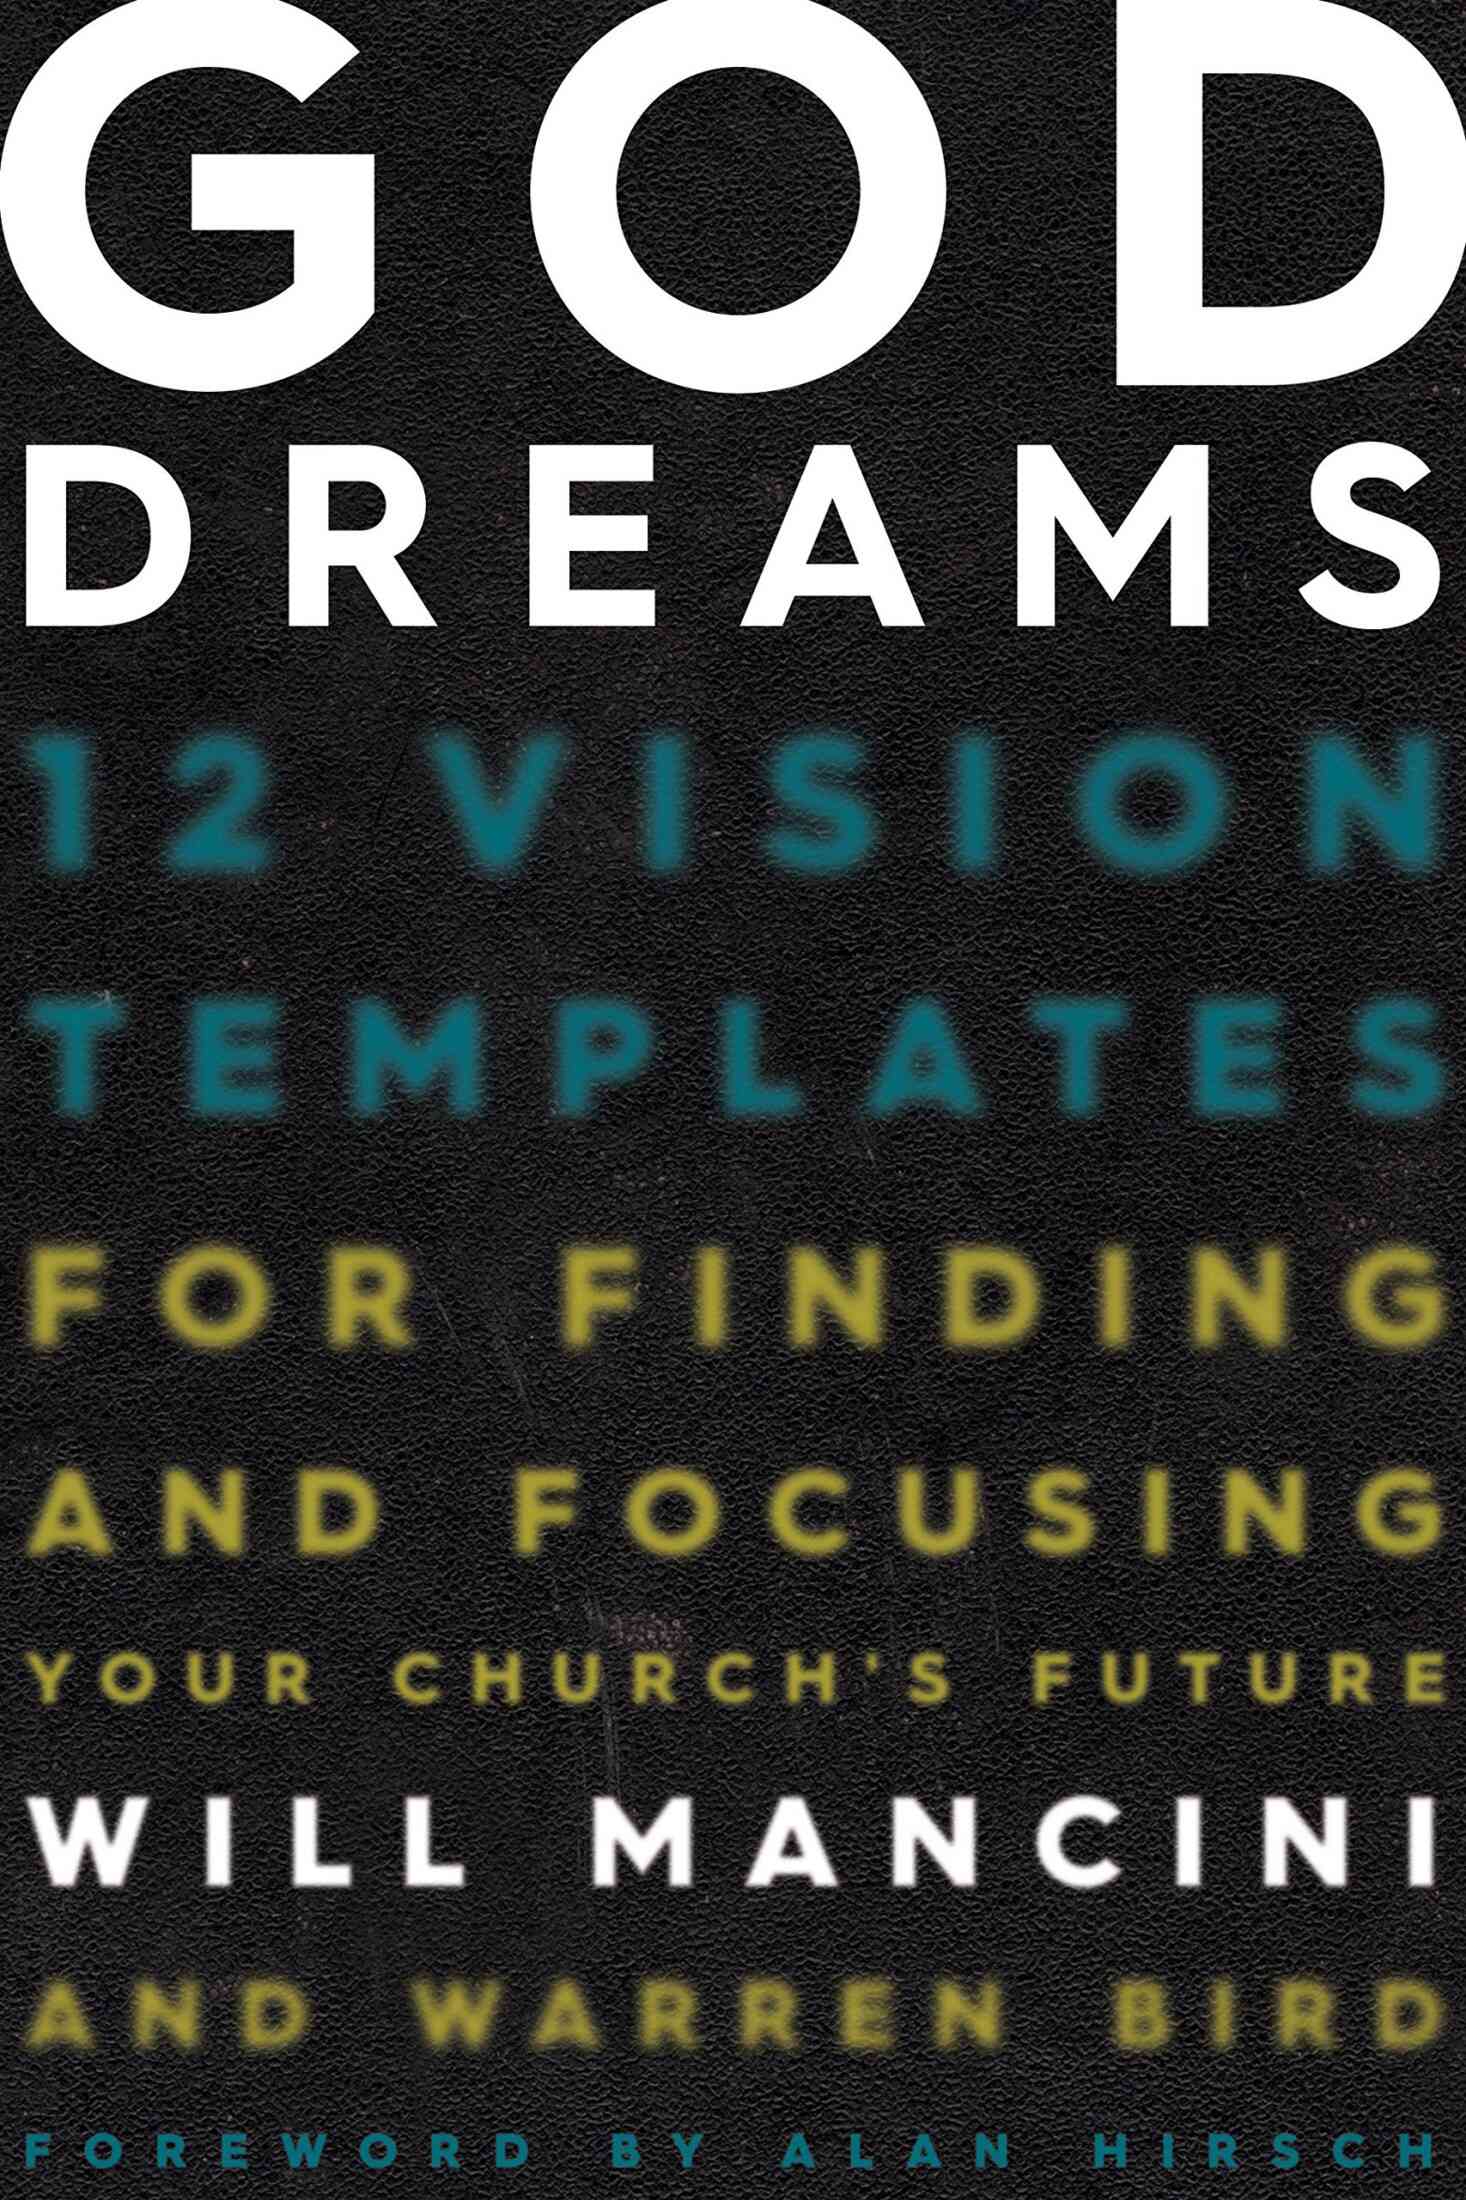 GOD
DREAMS
12 VISION
TEMPLATES
FOR FINDING
AND FOCUSING
YOUR CHURCH'S FUTURE
WILL MANCINI
AND WARREN BIRD
FOREWORD BY ALAN HIRSCH